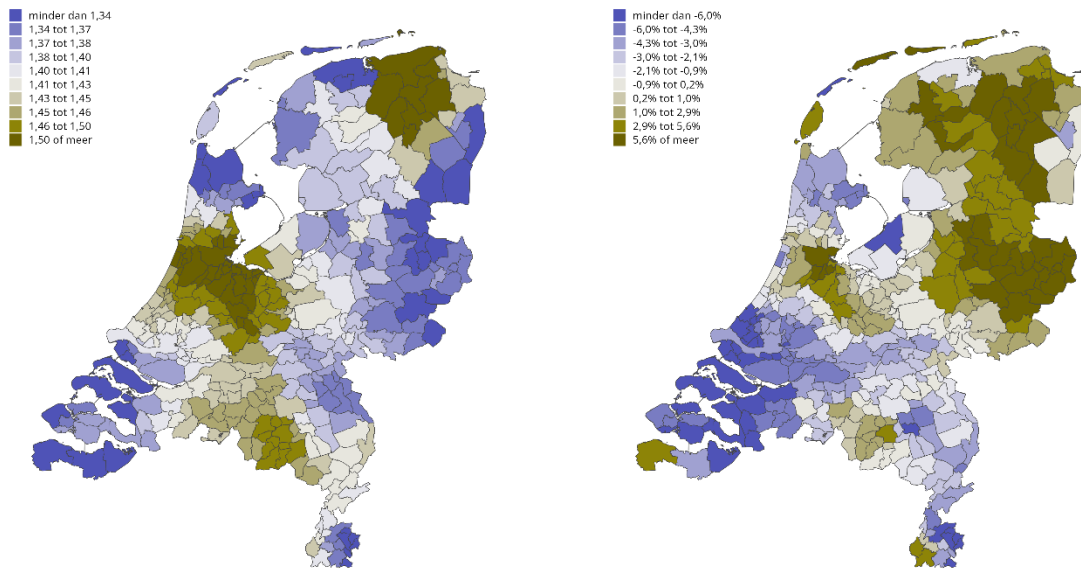 minder dan 1,34
1,34 tot 1,37
1,37 tot 1,38
1,38 tot 1,40
1,40 tot 1,41
1,41 tot 1,43
1,43 tot 1,45
1,45 tot 1,46
1,46 tot 1,50
1,50 of meer
minder dan -6,0%
-6,0% tot -4,3%
-4,3% tot -3,0%
-3,0% tot -2,1%
-2,1% tot -0,9%
-0,9% tot 0,2%
0,2% tot 1,0%
1,0% tot 2,9%
2,9% tot 5,6%
5,6% of meer